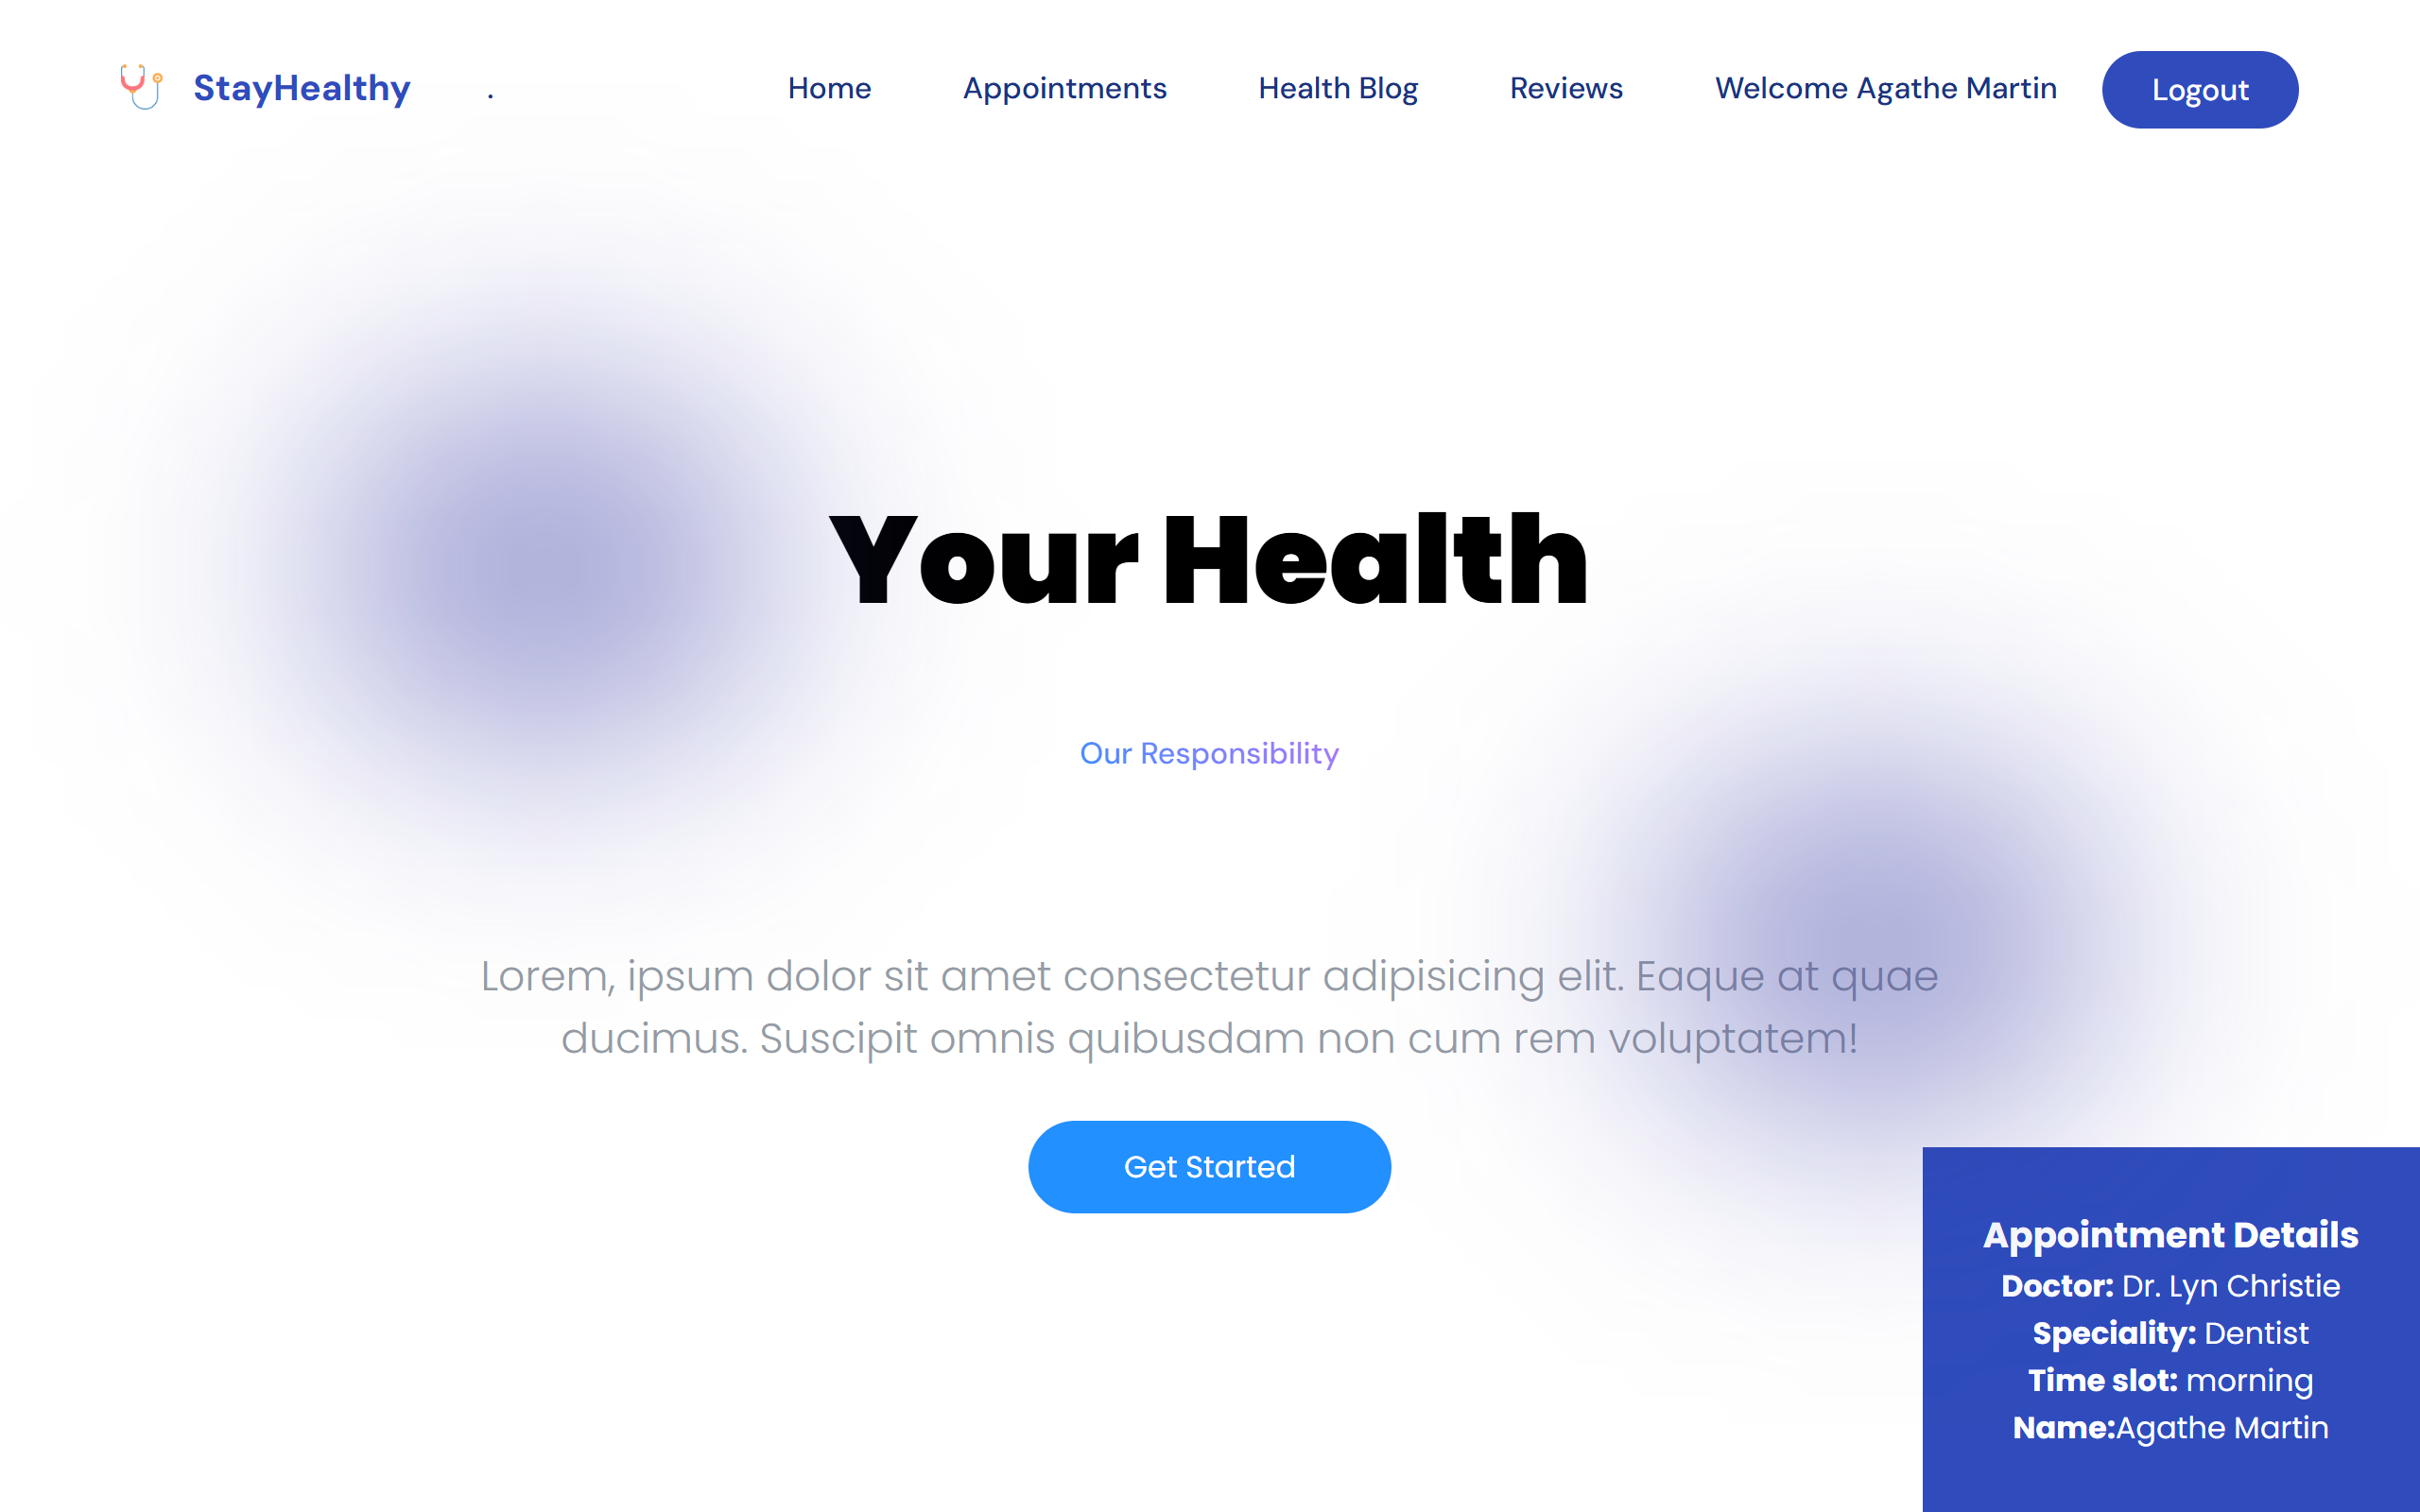 StayHealthy .
Home Appointments Health Blog Reviews Welcome Agathe Martin Logout
Your Health
Our Responsibility
Lorem, ipsum dolor sit amet consectetur adipisicing elit. Eaque at quae
ducimus. Suscipit omnis quibusdam non cum rem voluptatem!
Get Started
Appointment Details
Doctor: Dr. Lyn Christie
Speciality: Dentist
Time slot: morning
Name:Agathe Martin